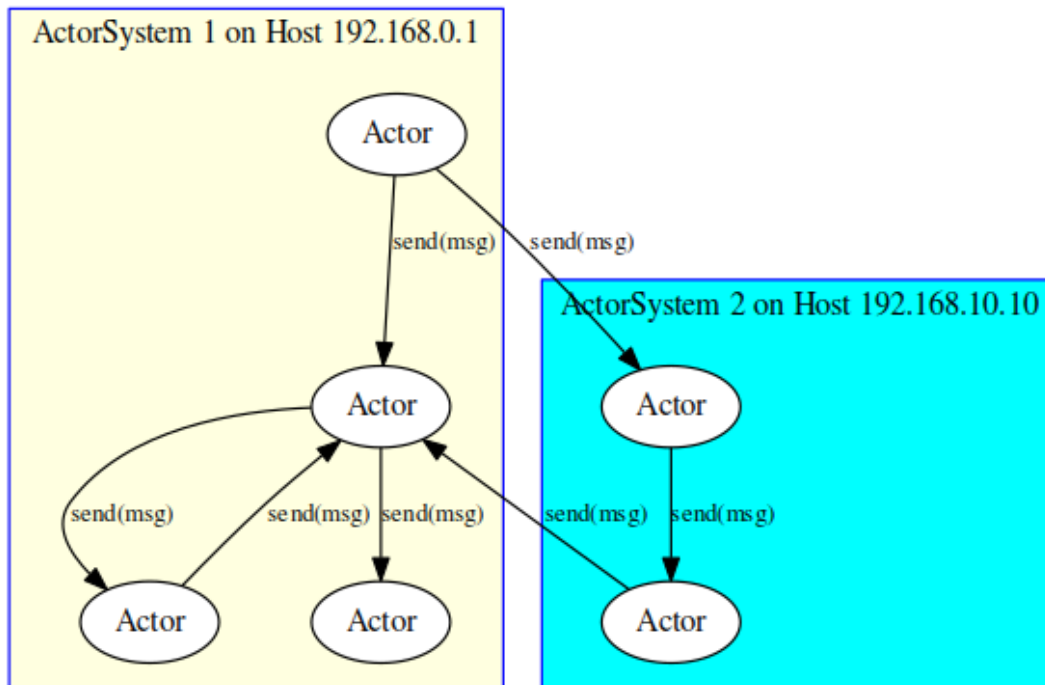 ActorSystem 1 on Host 192.168.0.1
Actor
send(msg)
send(msg)
ActorSystem 2 on Host 192.168.10.10
Actor
Actor
send(msg)
send(msg)
send(msg)
send(msg)
send(msg)
Actor
Actor
Actor